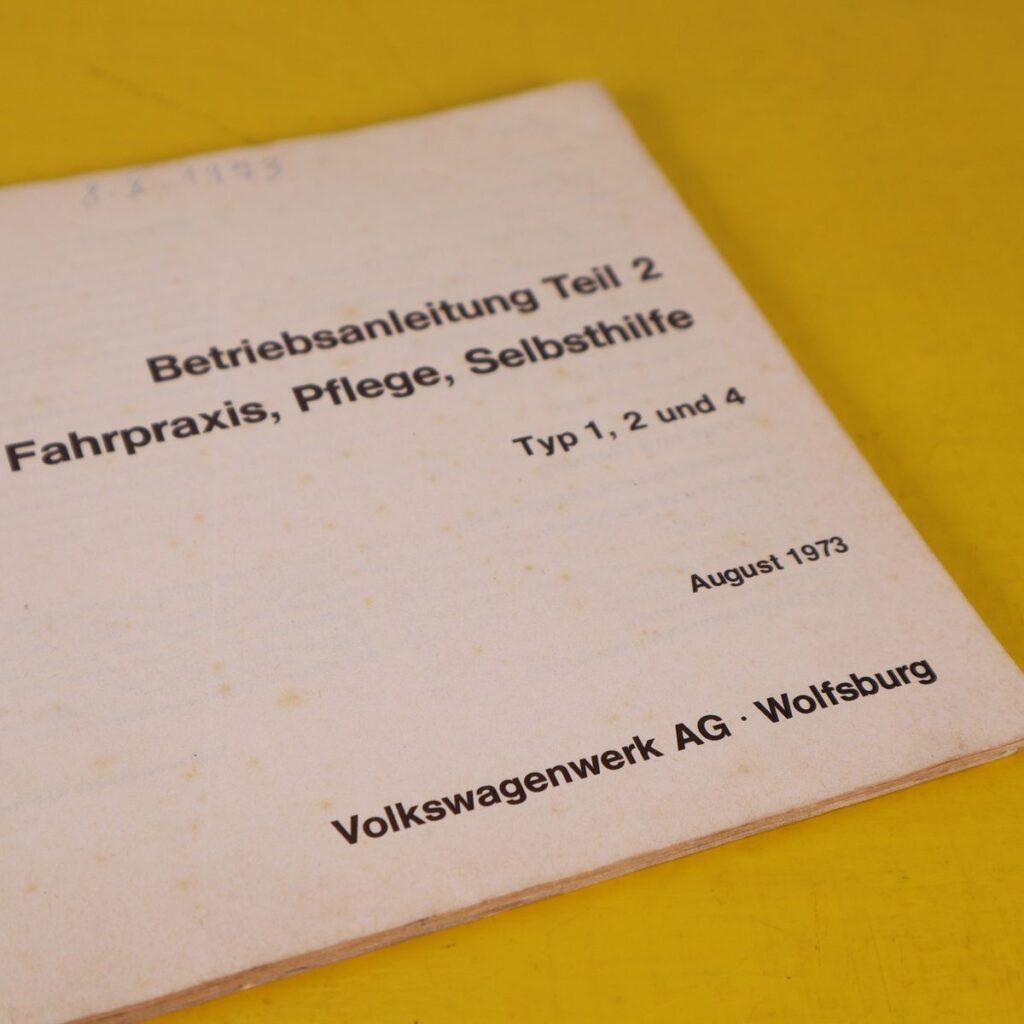 Betriebsanleitung Teil 2
Fahrpraxis, Pflege, Selbsthilfe
Typ 1, 2 und 4
August 1973
Volkswagenwerk AG · Wolfsburg